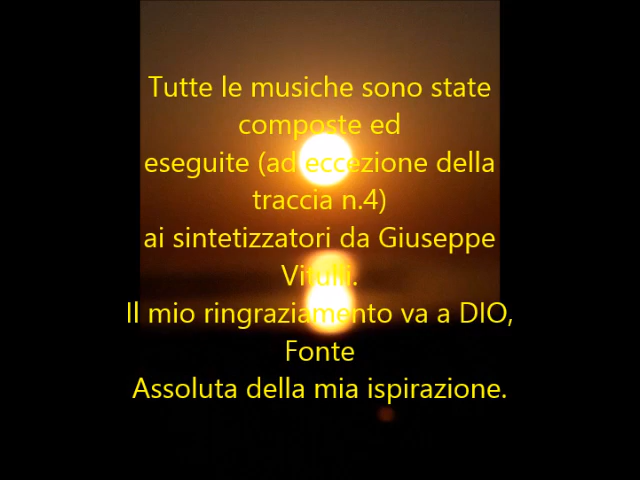 Tutte le musiche sono state
composte ed
eseguite (ad eccezione della
traccia n.4)
ai sintetizzatori da Giuseppe
Vitulli.
Il mio ringraziamento va a DIO,
Fonte
Assoluta della mia ispirazione.